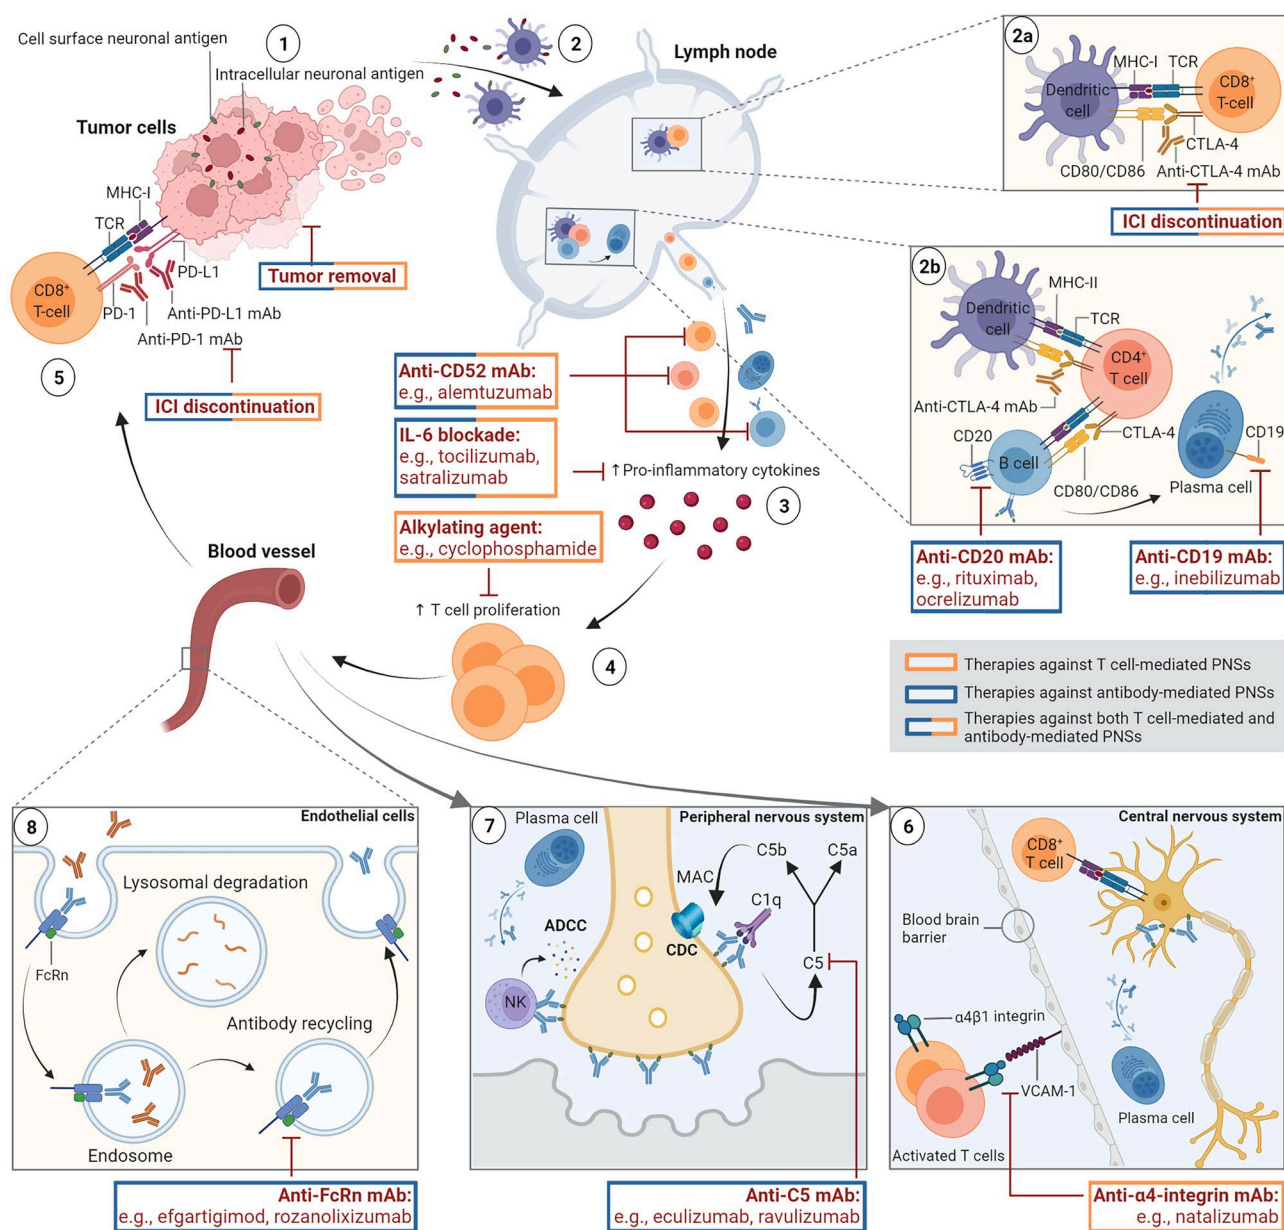 Cell surface neuronal antigen
1
Intracellular neuronal antigen
Tumor cells
MHC-I
TCR
PD-L1
CD8⁺
T-cell
PD-1
Anti-PD-L1 mAb
Anti-PD-1 mAb
5
ICI discontinuation
Tumor removal
2
Lymph node
2a
Dendritic
cell
MHC-I
TCR
CD8⁺
T-cell
CTLA-4
CD80/CD86
Anti-CTLA-4 mAb
ICI discontinuation
2b
Dendritic
cell
MHC-II
TCR
CD4⁺
T cell
Anti-CTLA-4 mAb
CD20
B cell
CTLA-4
CD80/CD86
CD19
Plasma cell
Anti-CD20 mAb:
e.g., rituximab,
ocrelizumab
Anti-CD19 mAb:
e.g., inebilizumab
Anti-CD52 mAb:
e.g., alemtuzumab
IL-6 blockade:
e.g., tocilizumab,
satralizumab
↑ Pro-inflammatory cytokines
3
Alkylating agent:
e.g., cyclophosphamide
↑ T cell proliferation
4
Blood vessel
Therapies against T cell-mediated PNSs
Therapies against antibody-mediated PNSs
Therapies against both T cell-mediated and
antibody-mediated PNSs
8
Endothelial cells
Lysosomal degradation
FcRn
Antibody recycling
Endosome
Anti-FcRn mAb:
e.g., efgartigimod, rozanolixizumab
7
Peripheral nervous system
Plasma cell
ADCC
NK
MAC
CDC
C5b
C5a
C1q
C5
Anti-C5 mAb:
e.g., eculizumab, ravulizumab
6
Central nervous system
CD8⁺
T cell
Blood brain
barrier
α4β1 integrin
VCAM-1
Activated T cells
Plasma cell
Anti-α4-integrin mAb:
e.g., natalizumab